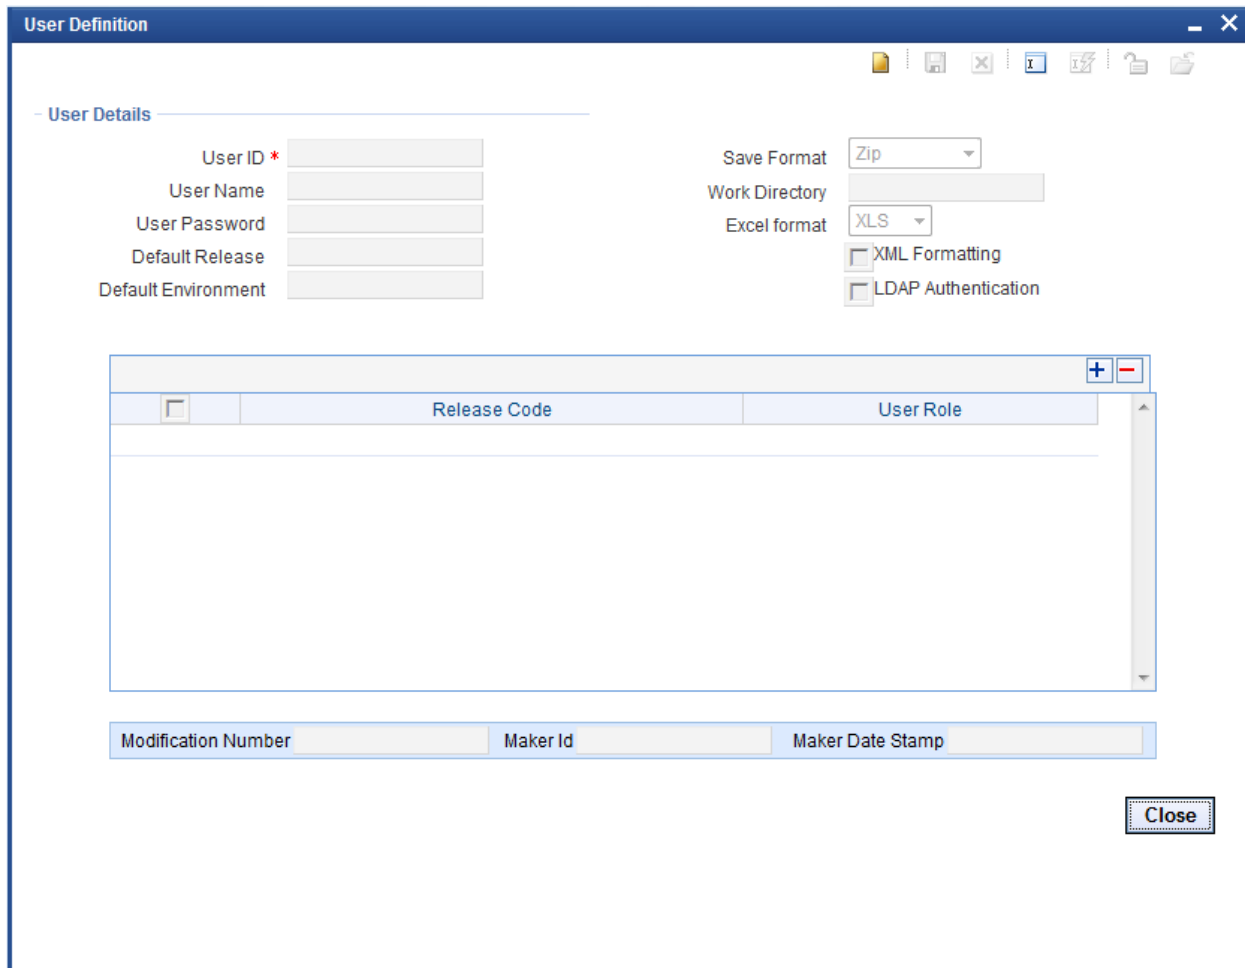 User Definition
User Details
User ID *
User Name
User Password
Default Release
Default Environment
Save Format Zip
Work Directory
Excel format XLS
XML Formatting
LDAP Authentication
Release Code User Role
Modification Number Maker Id Maker Date Stamp
Close